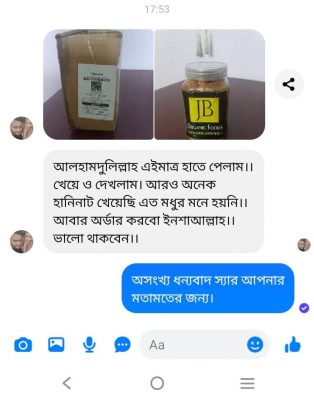 17:53
JB
ORGANIC FOODS
আলহামদুলিল্লাহ এইমাত্র হাতে পেলাম।।
খেয়ে ও দেখলাম। আরও অনেক
হানিনাট খেয়েছি এত মধুর মনে হয়নি।।
আবার অর্ডার করবো ইনশাআল্লাহ।।
ভালো থাকবেন।।
অসংখ্য ধন্যবাদ স্যার আপনার
মতামতের জন্য।
Aa